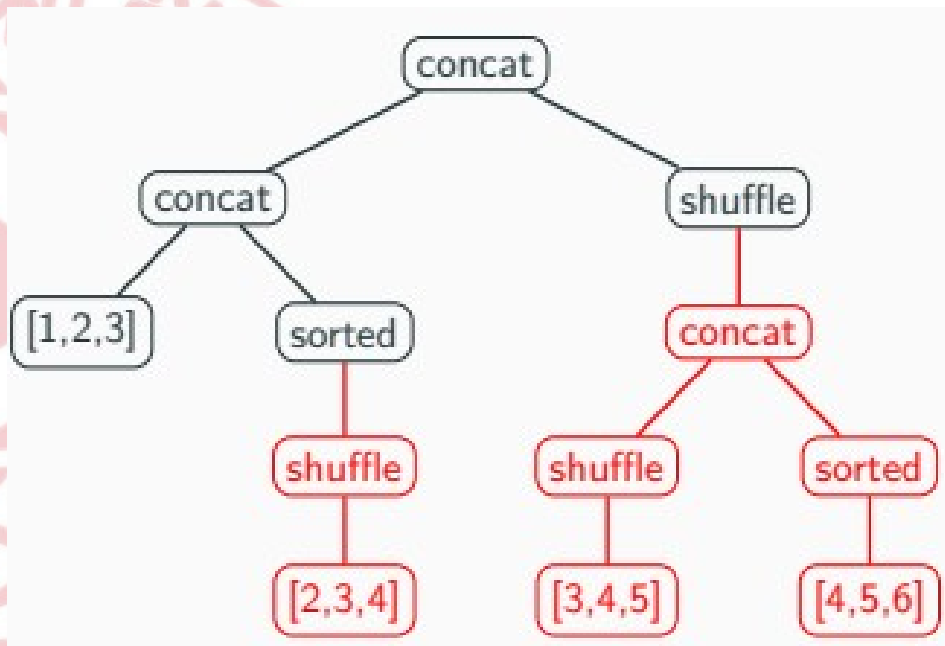 concat
concat
shuffle
[1,2,3]
sorted
concat
shuffle
shuffle
sorted
[2,3,4]
[3,4,5]
[4,5,6]